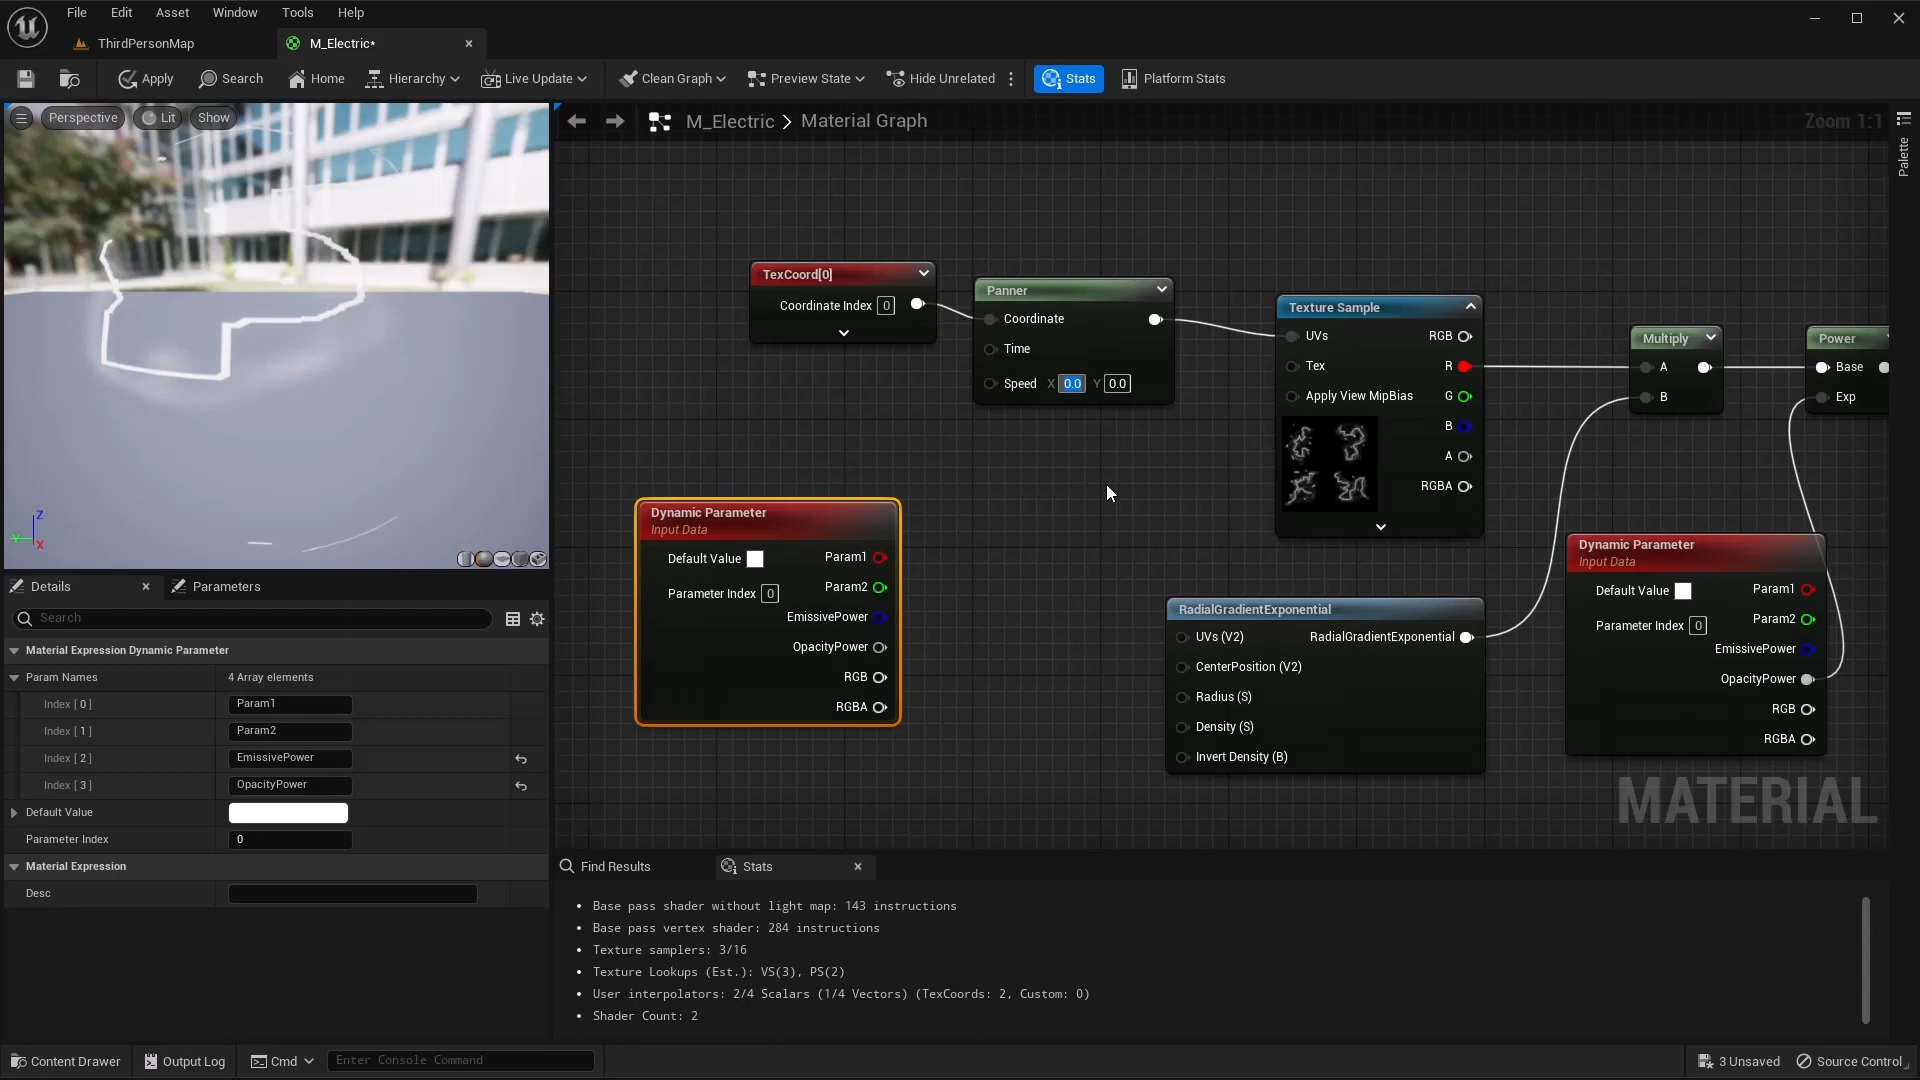 File Edit Asset Window Tools Help
ThirdPersonMap M_Electric*
Apply Search Home Hierarchy Live Update Clean Graph Preview State Hide Unrelated Stats Platform Stats
Perspective Lit Show
M_Electric > Material Graph
Zoom 1:1
Palette
TexCoord[0]
Coordinate Index 0
Panner
Coordinate
Time
Speed X 0.0 Y 0.0
Texture Sample
UVs RGB
Tex R
Apply View MipBias G
B
A
RGBA
Multiply
A
B
Power
Base
Exp
Dynamic Parameter
Input Data
Default Value Param1
Param2
Parameter Index 0
EmissivePower
OpacityPower
RGB
RGBA
RadialGradientExponential
UVs (V2) RadialGradientExponential
CenterPosition (V2)
Radius (S)
Density (S)
Invert Density (B)
Dynamic Parameter
Input Data
Default Value Param1
Param2
Parameter Index 0
EmissivePower
OpacityPower
RGB
RGBA
MATERIAL
Z
Y
X
Details Parameters
Search
Material Expression Dynamic Parameter
Param Names 4 Array elements
Index [ 0 ] Param1
Index [ 1 ] Param2
Index [ 2 ] EmissivePower
Index [ 3 ] OpacityPower
Default Value
Parameter Index 0
Material Expression
Desc
Find Results Stats
Base pass shader without light map: 143 instructions
Base pass vertex shader: 284 instructions
Texture samplers: 3/16
Texture Lookups (Est.): VS(3), PS(2)
User interpolators: 2/4 Scalars (1/4 Vectors) (TexCoords: 2, Custom: 0)
Shader Count: 2
Content Drawer Output Log Cmd Enter Console Command 3 Unsaved Source Control